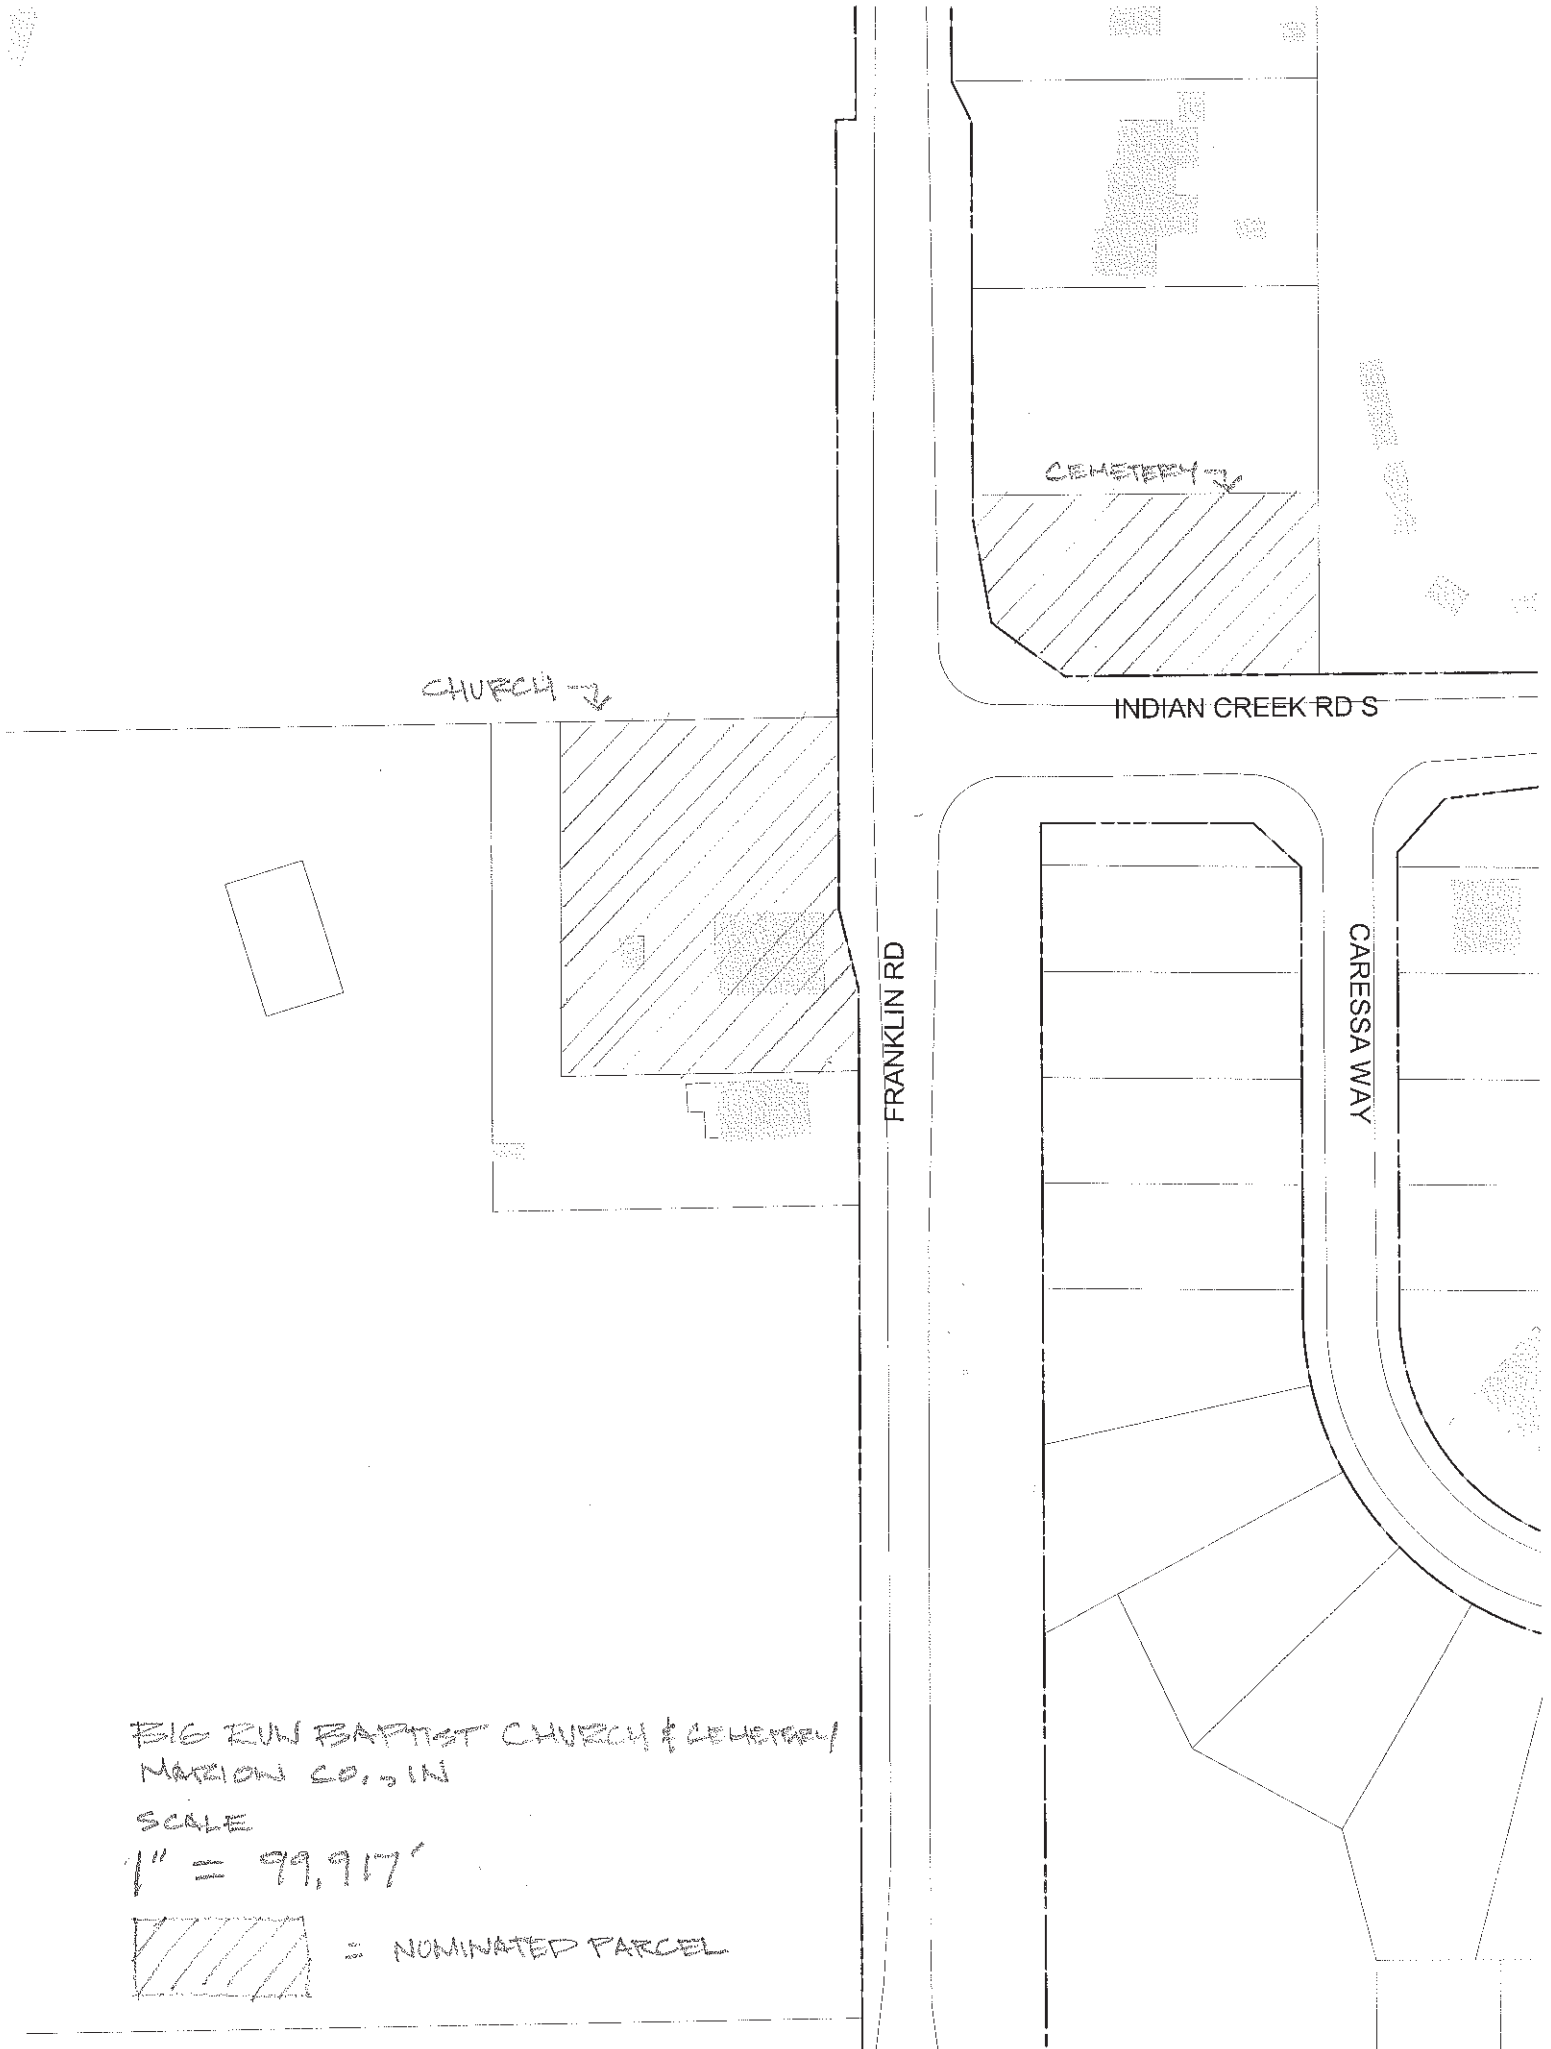 CEMETERY
CHURCH
INDIAN CREEK RD S
FRANKLIN RD
CARESSA WAY
BIG RUN BAPTIST CHURCH & CEMETERY
MARION CO., IN
SCALE
1" = 99.917'
= NOMINATED PARCEL